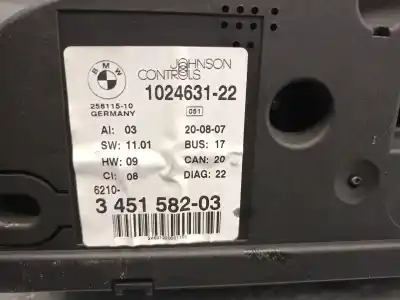 BMW
JOHNSON
CONTROLS
1024631-22
258115-10
GERMANY
051
AI: 03 20-08-07
SW: 11.01 BUS: 17
HW: 09 CAN: 20
CI: 08 DIAG: 22
6210-
3 451 582-03